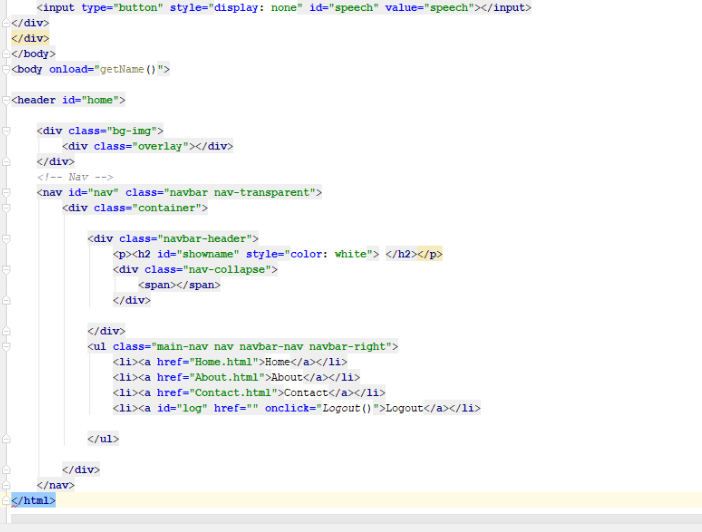 <input type="button" style="display: none" id="speech" value="speech"></input>
</div>
</div>
</body>
<body onload="getName()">
<header id="home">
<div class="bg-img">
<div class="overlay"></div>
</div>
<!-- Nav -->
<nav id="nav" class="navbar nav-transparent">
<div class="container">
<div class="navbar-header">
<p><h2 id="showname" style="color: white"> </h2></p>
<div class="nav-collapse">
<span></span>
</div>
</div>
<ul class="main-nav nav navbar-nav navbar-right">
<li><a href="Home.html">Home</a></li>
<li><a href="About.html">About</a></li>
<li><a href="Contact.html">Contact</a></li>
<li><a id="log" href="" onclick="Logout()">Logout</a></li>
</ul>
</div>
</nav>
</html>